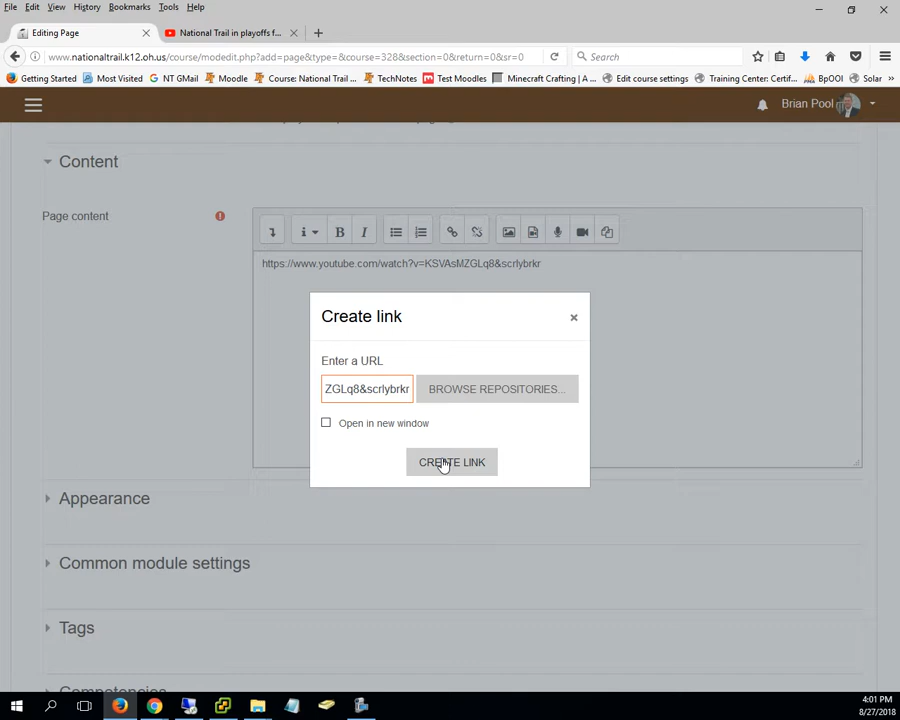 File Edit View History Bookmarks Tools Help
Editing Page × National Trail in playoffs f... × +
www.nationaltrail.k12.oh.us/course/modedit.php?add=page&type=&course=328&section=0&return=0&sr=0 Search
Getting Started Most Visited NT GMail Moodle Course: National Trail ... TechNotes Test Moodles Minecraft Crafting | A ... Edit course settings Training Center: Certif... BpOOI Solar »
Brian Pool
Content
Page content
B I
https://www.youtube.com/watch?v=KSVAsMZGLq8&scrlybrkr
Create link ×
Enter a URL
ZGLq8&scrlybrkr BROWSE REPOSITORIES...
Open in new window
CREATE LINK
Appearance
Common module settings
Tags
Competencies
4:01 PM
8/27/2018